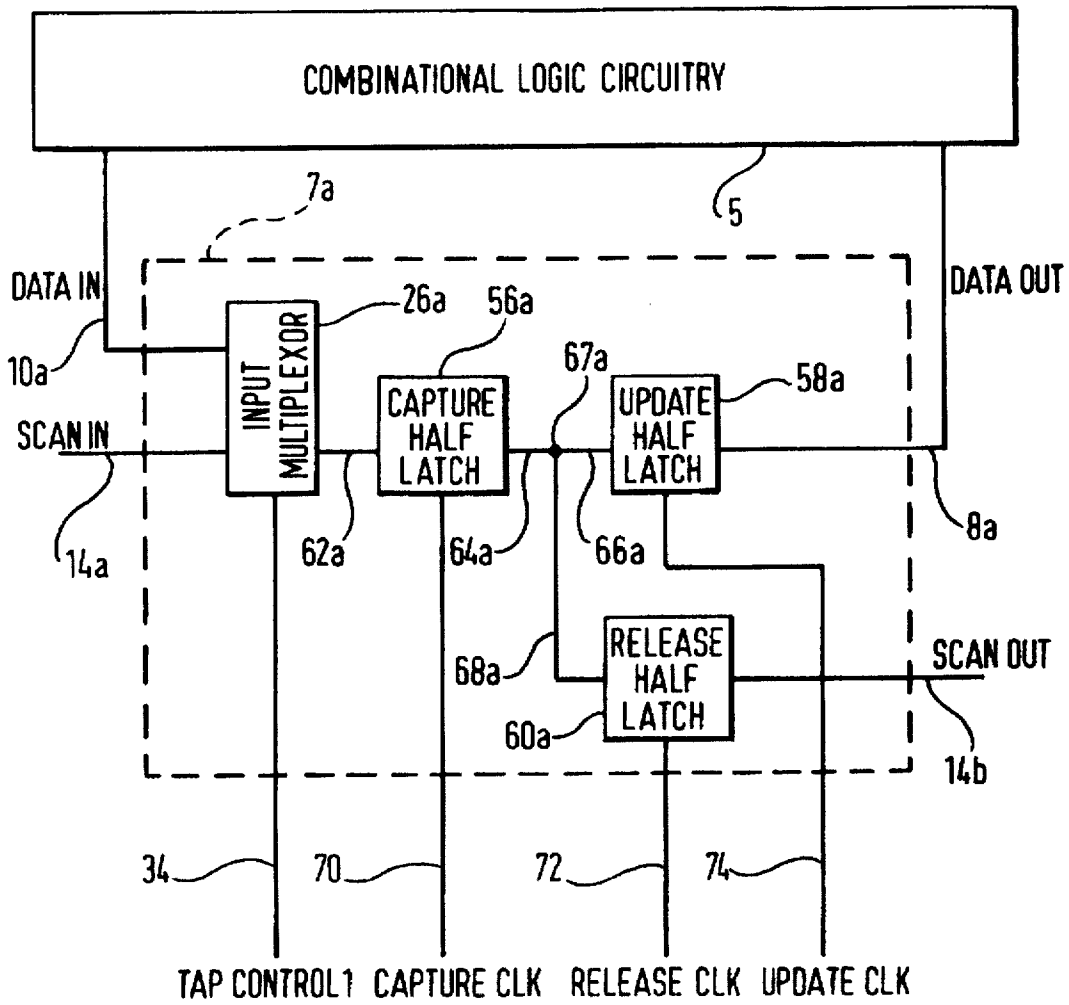 COMBINATIONAL LOGIC CIRCUITRY
7a
5
DATA IN
DATA OUT
10a
26a
56a
67a
58a
SCAN IN
INPUT
MULTIPLEXOR
CAPTURE
HALF
LATCH
UPDATE
HALF
LATCH
14a
62a
64a
66a
8a
68a
RELEASE
HALF
LATCH
SCAN OUT
60a
14b
34
70
72
74
TAP CONTROL1
CAPTURE CLK
RELEASE CLK
UPDATE CLK